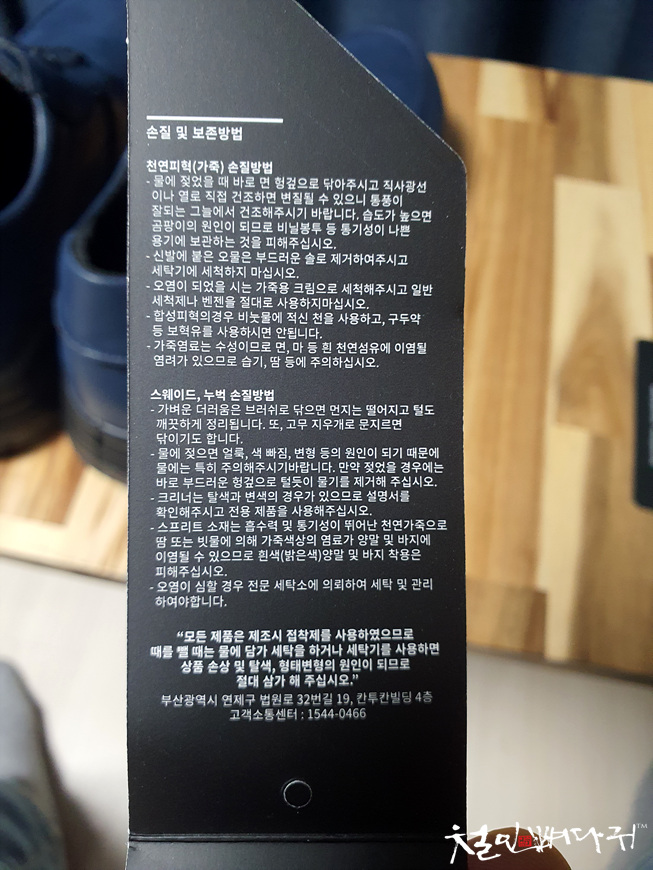 손질 및 보존방법
천연피혁(가죽) 손질방법
- 물에 젖었을 때 바로 면 헝겊으로 닦아주시고 직사광선
이나 열로 직접 건조하면 변질될 수 있으니 통풍이
잘되는 그늘에서 건조해주시기 바랍니다. 습도가 높으면
곰팡이의 원인이 되므로 비닐봉투 등 통기성이 나쁜
용기에 보관하는 것을 피해주십시오.
- 신발에 붙은 오물은 부드러운 솔로 제거하여주시고
세탁기에 세척하지 마십시오.
- 오염이 되었을 시는 가죽용 크림으로 세척해주시고 일반
세척제나 벤젠을 절대로 사용하지마십시오.
- 합성피혁의경우 비눗물에 적신 천을 사용하고, 구두약
등 보혁유를 사용하시면 안됩니다.
- 가죽염료는 수성이므로 면, 마 등 흰 천연섬유에 이염될
염려가 있으므로 습기, 땀 등에 주의하십시오.
스웨이드, 누벅 손질방법
- 가벼운 더러움은 브러쉬로 닦으면 먼지는 떨어지고 털도
깨끗하게 정리됩니다. 또, 고무 지우개로 문지르면
닦이기도 합니다.
- 물에 젖으면 얼룩, 색 빠짐, 변형 등의 원인이 되기 때문에
물에는 특히 주의해주시기바랍니다. 만약 젖었을 경우에는
바로 부드러운 헝겊으로 털듯이 물기를 제거해 주십시오.
- 크리너는 탈색과 변색의 경우가 있으므로 설명서를
확인해주시고 전용 제품을 사용해주십시오.
- 스프리트 소재는 흡수력 및 통기성이 뛰어난 천연가죽으로
땀 또는 빗물에 의해 가죽색상의 염료가 양말 및 바지에
이염될 수 있으므로 흰색(밝은색)양말 및 바지 착용은
피해주십시오.
- 오염이 심할 경우 전문 세탁소에 의뢰하여 세탁 및 관리
하여야합니다.
“모든 제품은 제조시 접착제를 사용하였으므로
때를 뺄 때는 물에 담가 세탁을 하거나 세탁기를 사용하면
상품 손상 및 탈색, 형태변형의 원인이 되므로
절대 삼가 해 주십시오.”
부산광역시 연제구 법원로 32번길 19, 칸투칸빌딩 4층
고객소통센터 : 1544-0466
철민빠다귀™